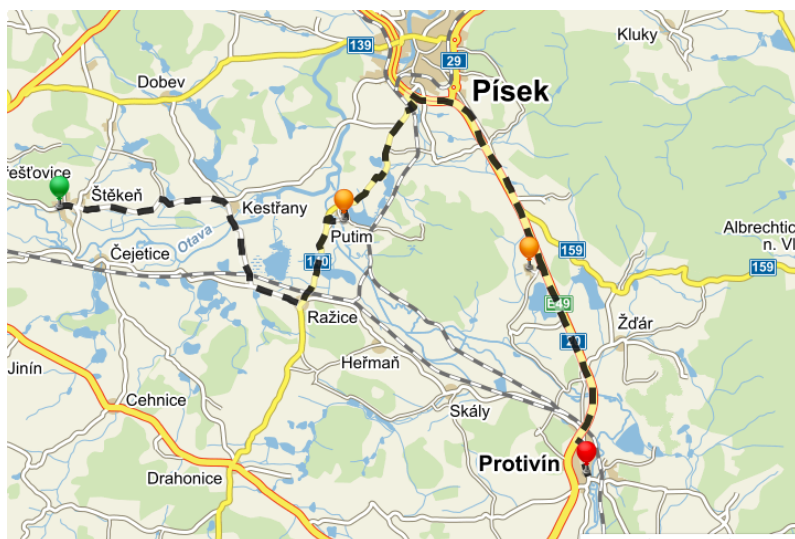 139
29
Kluky
Dobev
Písek
řešťovice
Štěkeň
Kestřany
Otava
Putim
Albrechtic
n. Vl
Čejetice
159
159
E49
Ražice
Žďár
Heřmaň
Jinín
Cehnice
Skály
Protivín
Drahonice